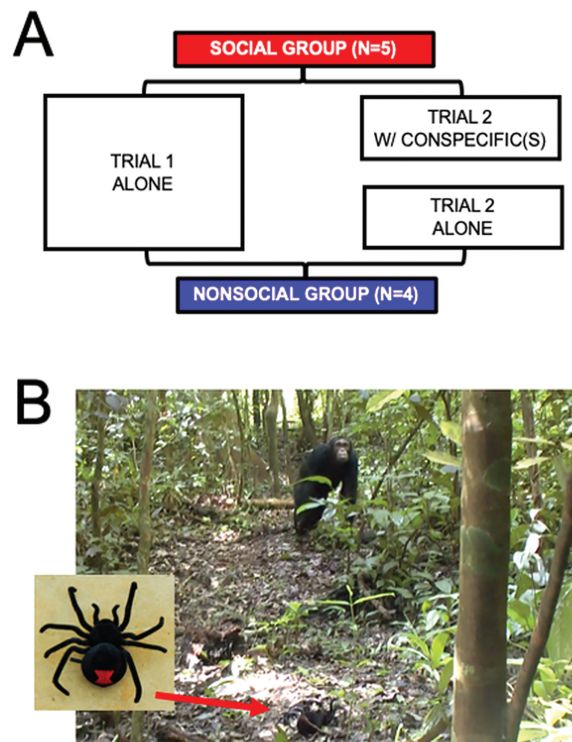 A
SOCIAL GROUP (N=5)
TRIAL 1
ALONE
TRIAL 2
W/ CONSPECIFIC(S)
TRIAL 2
ALONE
NONSOCIAL GROUP (N=4)
B